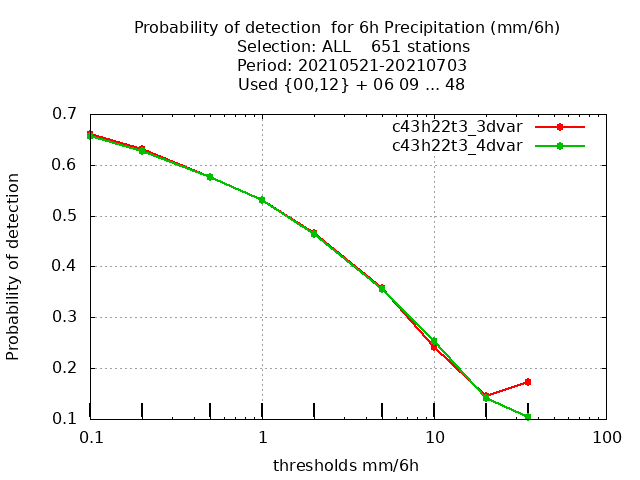 Probability of detection  for 6h Precipitation (mm/6h)
Selection: ALL    651 stations
Period: 20210521-20210703
Used {00,12} + 06 09 ... 48
c43h22t3_3dvar
c43h22t3_4dvar
Probability of detection
0.7
0.6
0.5
0.4
0.3
0.2
0.1
0.1 1 10 100
thresholds mm/6h